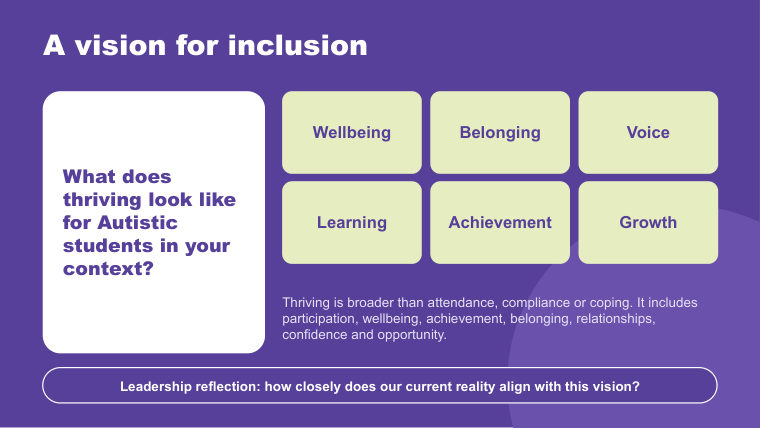 A vision for inclusion
What does
thriving look like
for Autistic
students in your
context?
Wellbeing
Belonging
Voice
Learning
Achievement
Growth
Thriving is broader than attendance, compliance or coping. It includes
participation, wellbeing, achievement, belonging, relationships,
confidence and opportunity.
Leadership reflection: how closely does our current reality align with this vision?